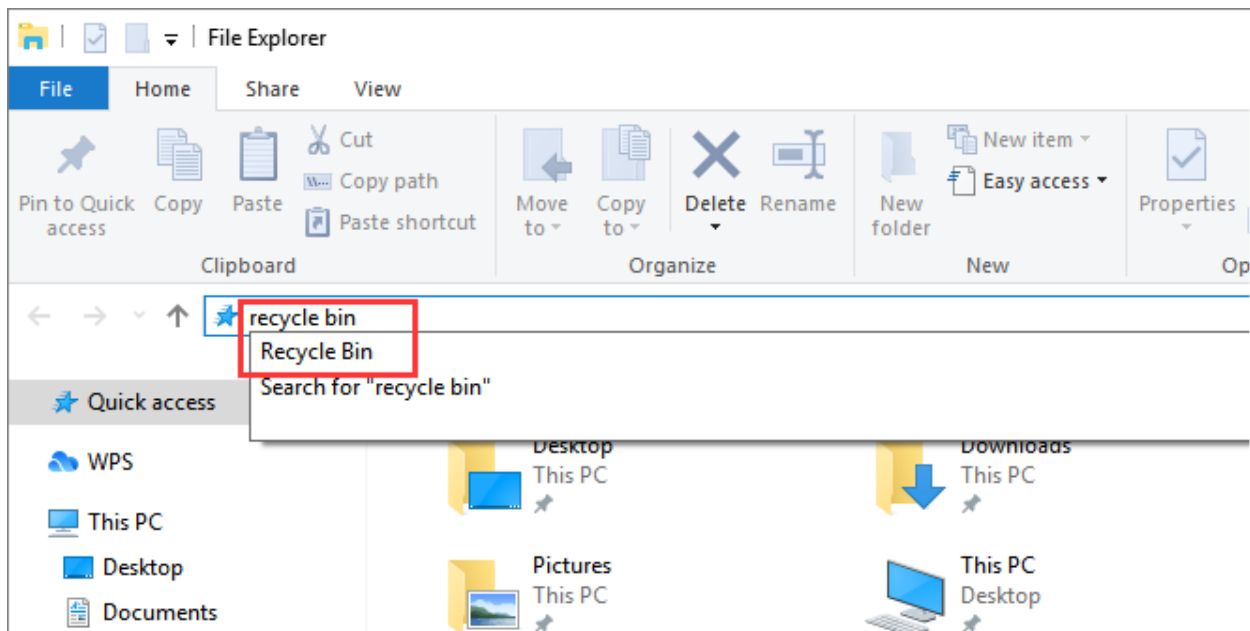 File Explorer
File Home Share View
Pin to Quick access
Copy
Paste
Cut
Copy path
Paste shortcut
Clipboard
Move to
Copy to
Delete
Rename
Organize
New folder
New item
Easy access
New
Properties
Op
recycle bin
Recycle Bin
Search for "recycle bin"
Quick access
WPS
This PC
Desktop
Documents
Desktop
This PC
Downloads
This PC
Pictures
This PC
This PC
Desktop